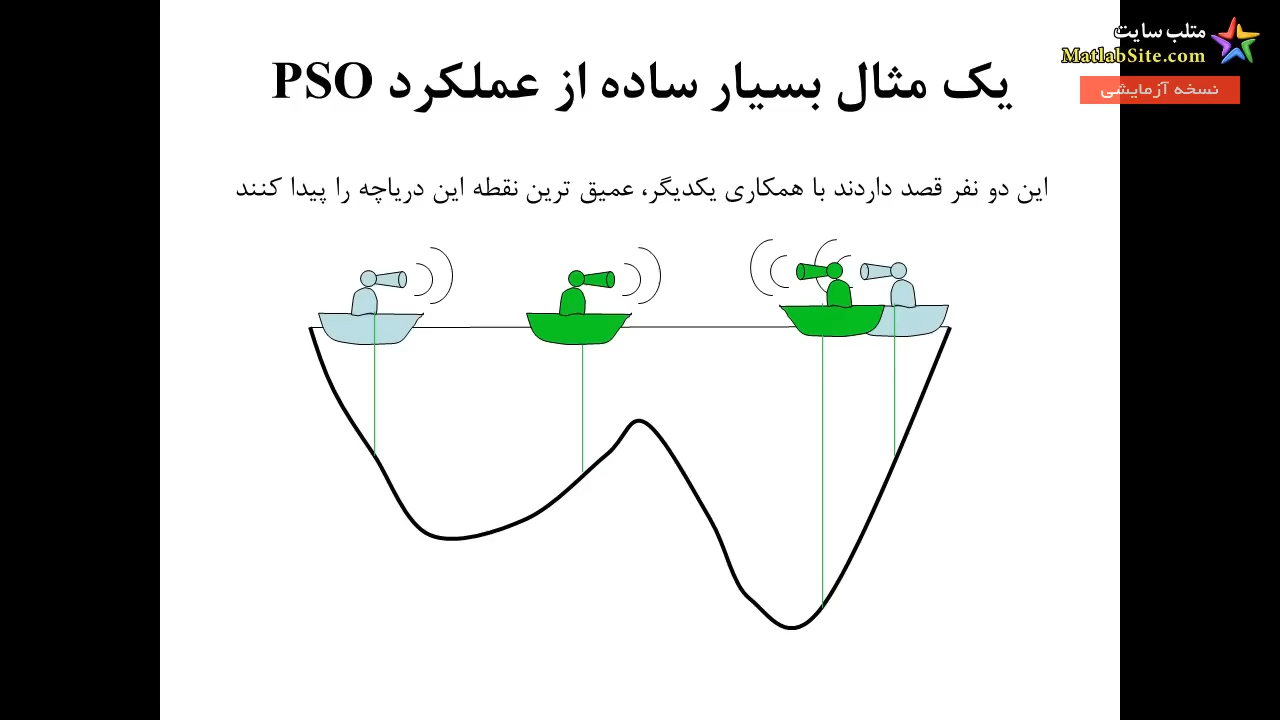 متلب سایت
MatlabSite.com
نسخه آزمایشی
یک مثال بسیار ساده از عملکرد PSO
این دو نفر قصد داردند با همکاری یکدیگر، عمیق ترین نقطه این دریاچه را پیدا کنند